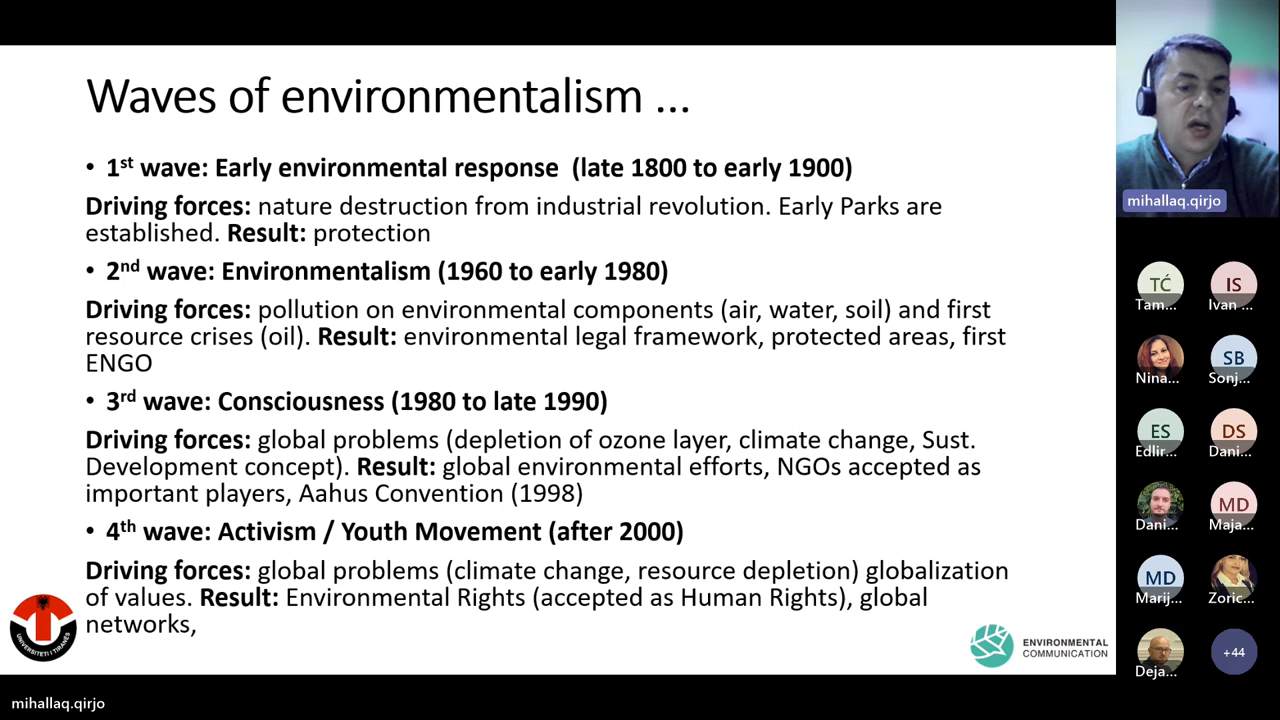 Waves of environmentalism ...
• 1st wave: Early environmental response (late 1800 to early 1900)
Driving forces: nature destruction from industrial revolution. Early Parks are
established. Result: protection
• 2nd wave: Environmentalism (1960 to early 1980)
Driving forces: pollution on environmental components (air, water, soil) and first
resource crises (oil). Result: environmental legal framework, protected areas, first
ENGO
• 3rd wave: Consciousness (1980 to late 1990)
Driving forces: global problems (depletion of ozone layer, climate change, Sust.
Development concept). Result: global environmental efforts, NGOs accepted as
important players, Aahus Convention (1998)
• 4th wave: Activism / Youth Movement (after 2000)
Driving forces: global problems (climate change, resource depletion) globalization
of values. Result: Environmental Rights (accepted as Human Rights), global
networks,
UNIVERSITETI I TIRANËS
ENVIRONMENTAL
COMMUNICATION
mihallaq.qirjo
mihallaq.qirjo
TĆ
Tam...
IS
Ivan ...
Nina...
SB
Sonj...
ES
Edlir...
DS
Dani...
Dani...
MD
Maja...
MD
Marij...
Zoric...
Deja...
+44